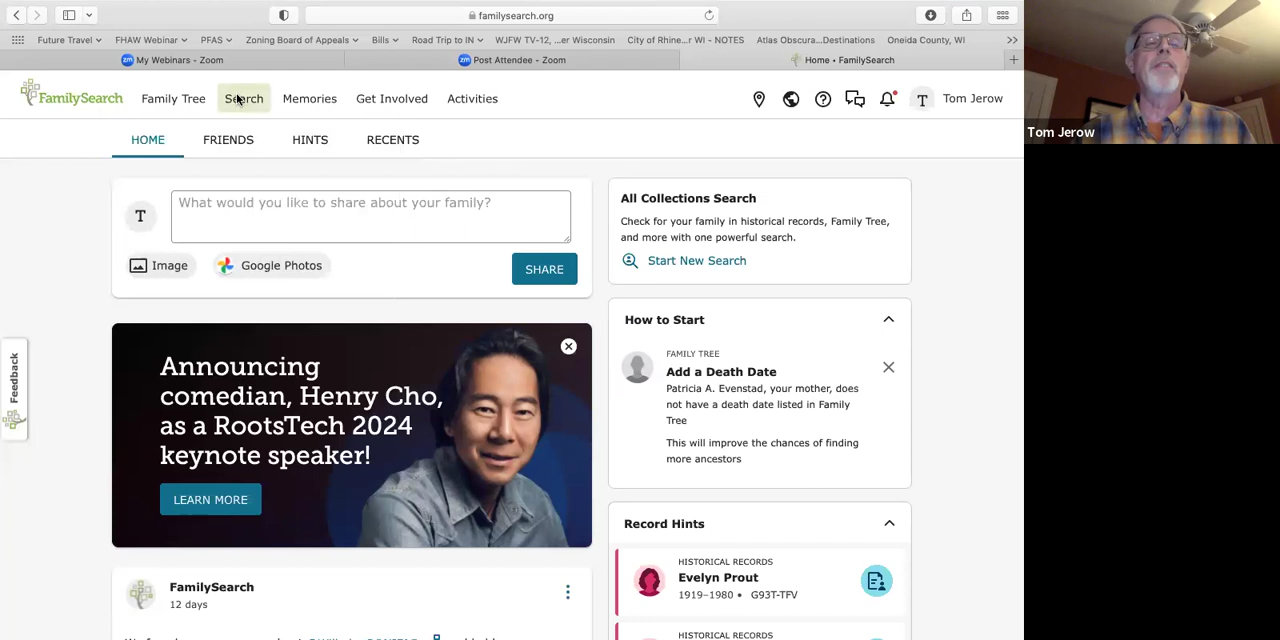 familysearch.org
Future Travel
FHAW Webinar
PFAS
Zoning Board of Appeals
Bills
Road Trip to IN
WJFW TV-12, ...er Wisconsin
City of Rhine...r WI - NOTES
Atlas Obscura...Destinations
Oneida County, WI
zm My Webinars - Zoom
zm Post Attendee - Zoom
Home • FamilySearch
FamilySearch
Family Tree
Search
Memories
Get Involved
Activities
T
Tom Jerow
HOME
FRIENDS
HINTS
RECENTS
T
What would you like to share about your family?
Image
Google Photos
SHARE
All Collections Search
Check for your family in historical records, Family Tree,
and more with one powerful search.
Start New Search
How to Start
FAMILY TREE
Add a Death Date
Patricia A. Evenstad, your mother, does
not have a death date listed in Family
Tree
This will improve the chances of finding
more ancestors
Announcing
comedian, Henry Cho,
as a RootsTech 2024
keynote speaker!
LEARN MORE
Record Hints
HISTORICAL RECORDS
Evelyn Prout
1919–1980 • G93T-TFV
HISTORICAL RECORDS
FamilySearch
12 days
Feedback
Tom Jerow